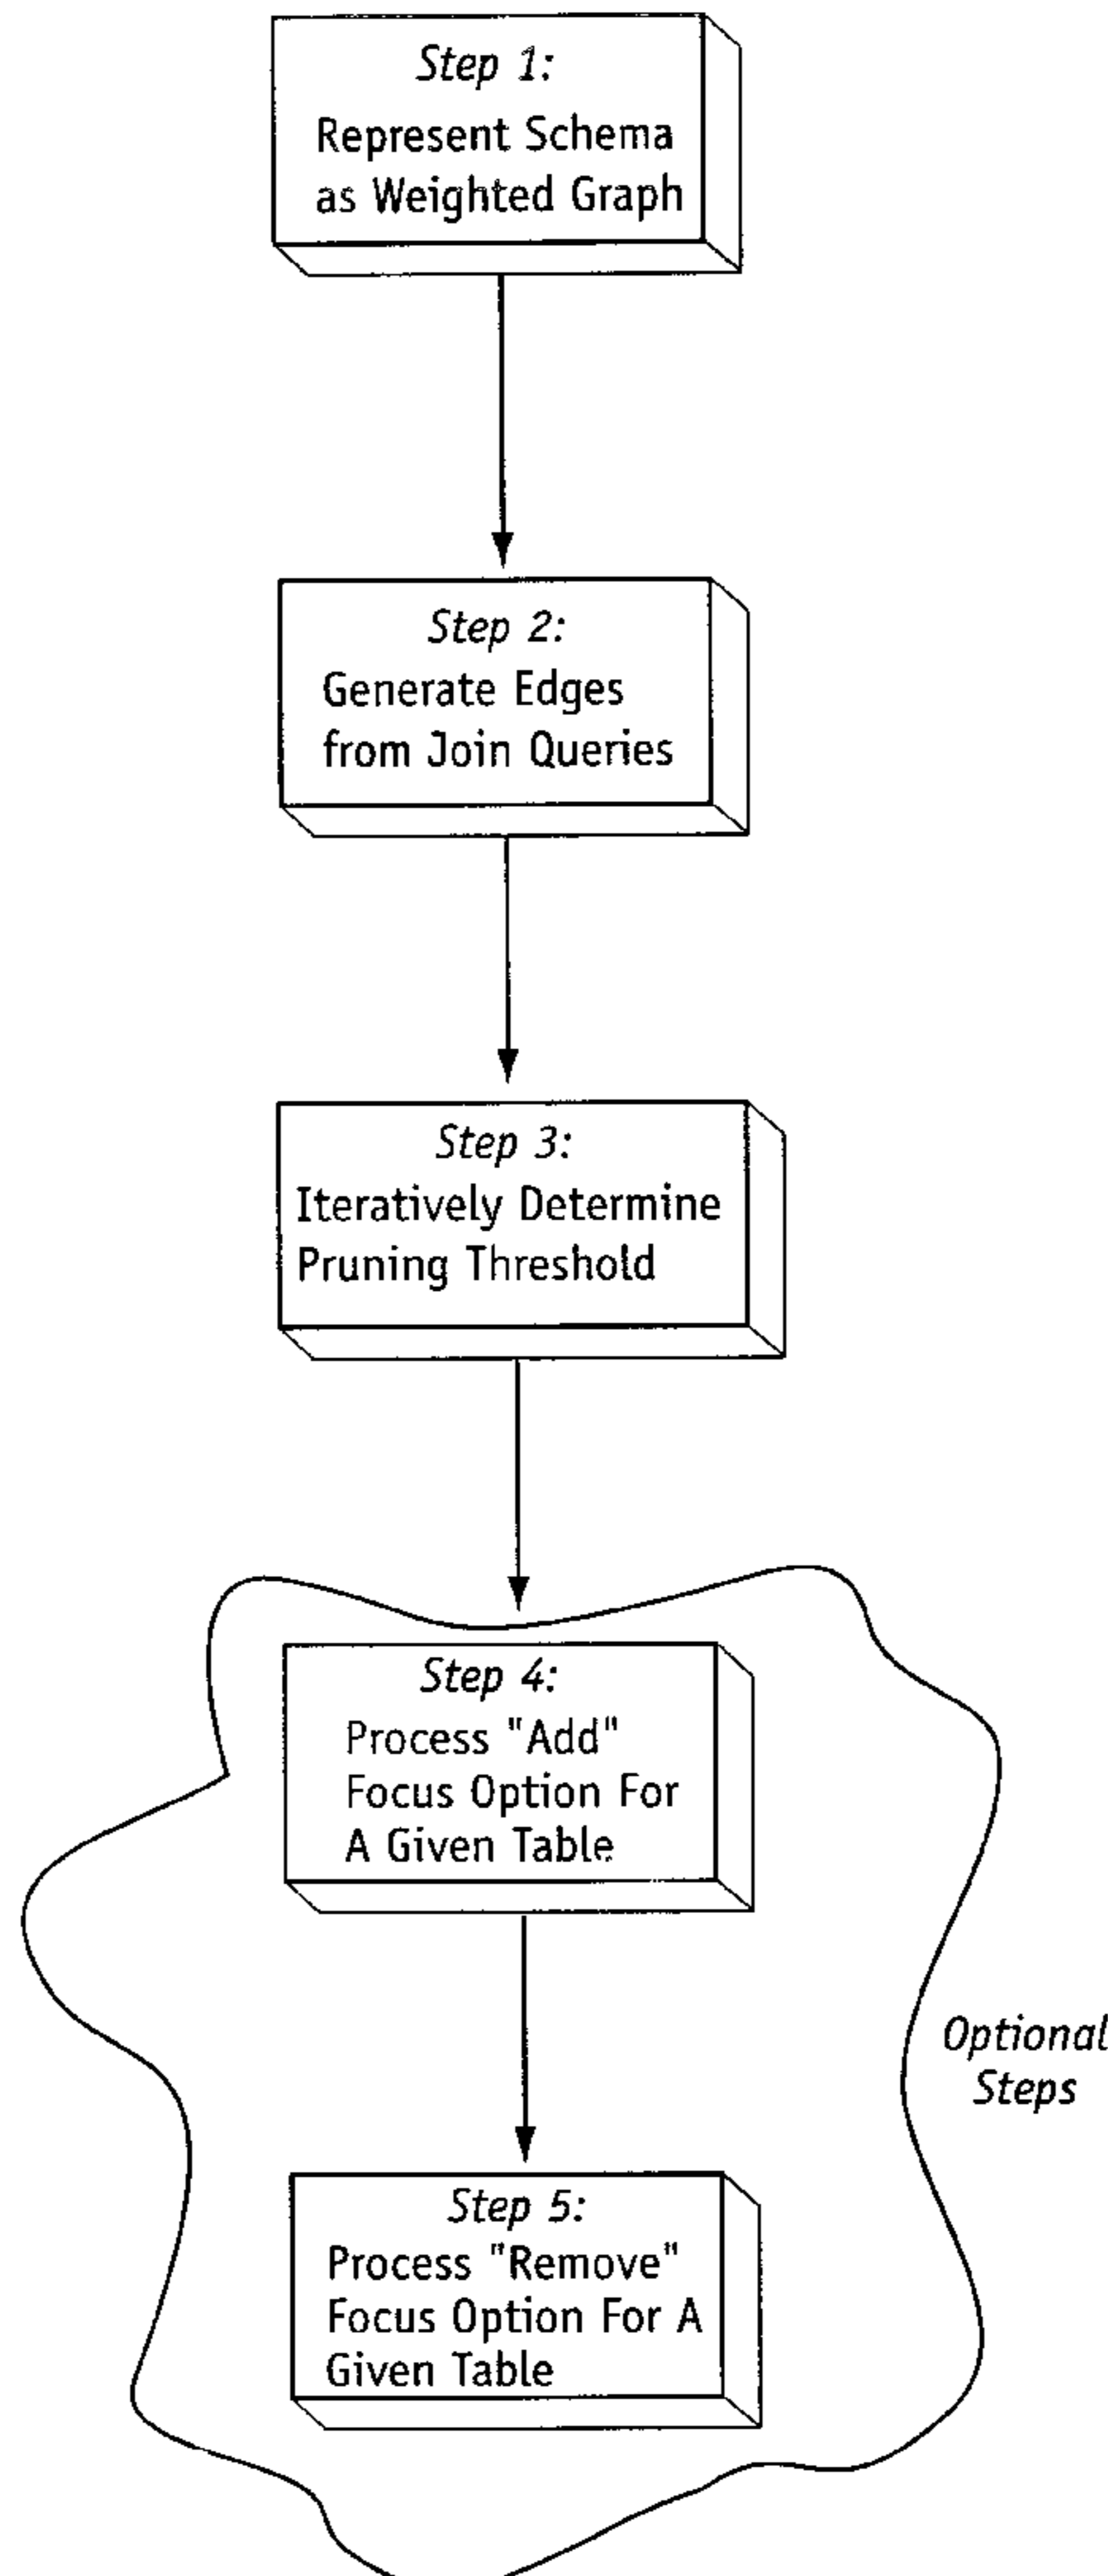 Step 1:
Represent Schema
as Weighted Graph
Step 2:
Generate Edges
from Join Queries
Step 3:
Iteratively Determine
Pruning Threshold
Step 4:
Process "Add"
Focus Option For
A Given Table
Optional
Steps
Step 5:
Process "Remove"
Focus Option For A
Given Table